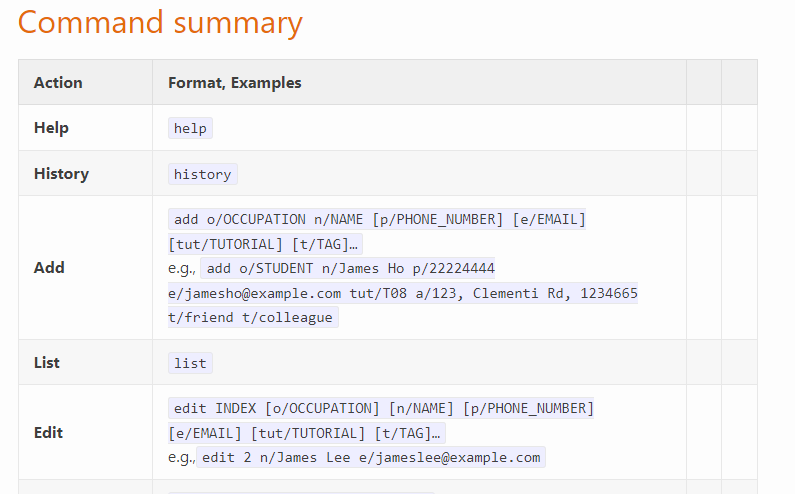 Command summary
Action Format, Examples
Help help
History history
Add add o/OCCUPATION n/NAME [p/PHONE_NUMBER] [e/EMAIL]
[tut/TUTORIAL] [t/TAG]…
e.g., add o/STUDENT n/James Ho p/22224444
e/jamesho@example.com tut/T08 a/123, Clementi Rd, 1234665
t/friend t/colleague
List list
Edit edit INDEX [o/OCCUPATION] [n/NAME] [p/PHONE_NUMBER]
[e/EMAIL] [tut/TUTORIAL] [t/TAG]…
e.g., edit 2 n/James Lee e/jameslee@example.com